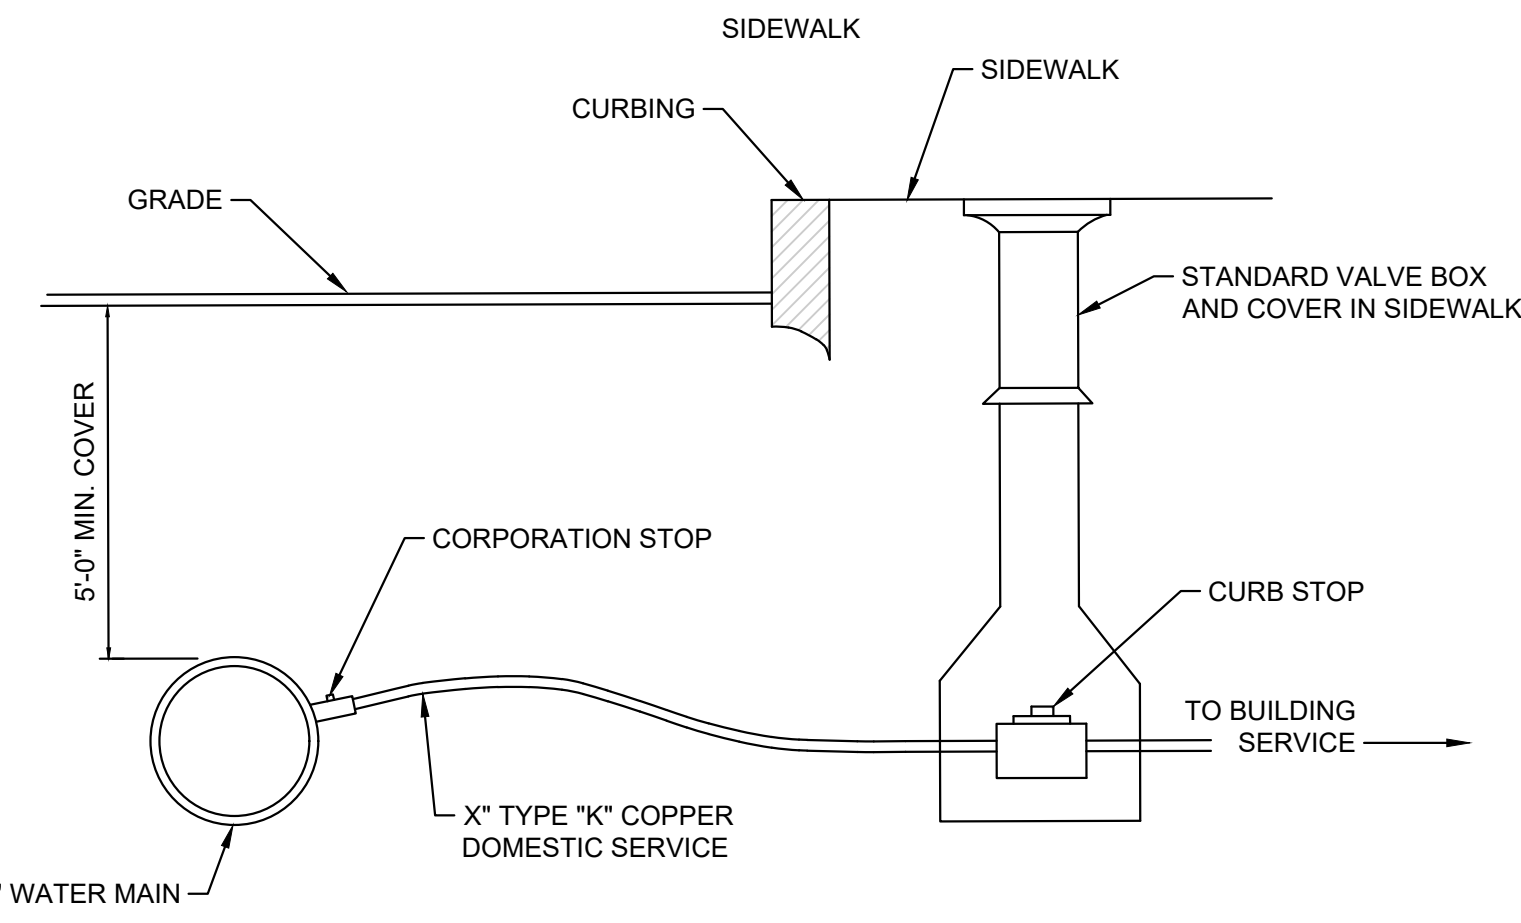 SIDEWALK
SIDEWALK
CURBING
GRADE
STANDARD VALVE BOX
AND COVER IN SIDEWALK
5'-0" MIN. COVER
CORPORATION STOP
CURB STOP
TO BUILDING
SERVICE
X" TYPE "K" COPPER
DOMESTIC SERVICE
" WATER MAIN